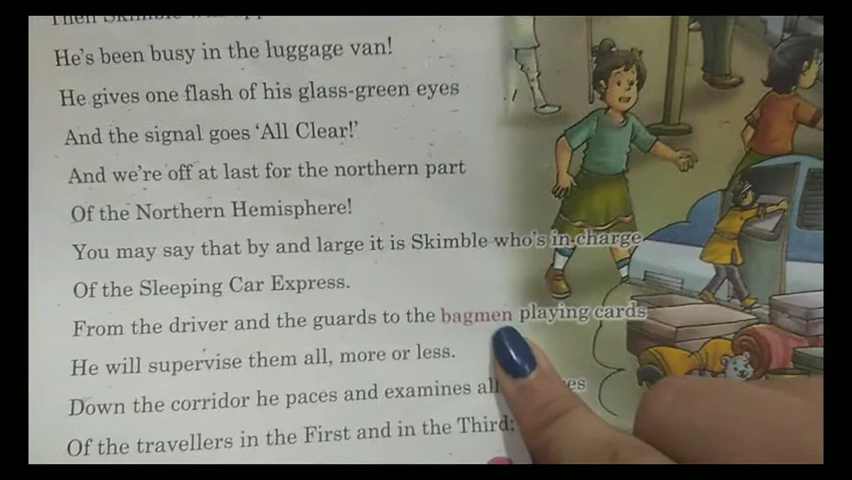 Then Skimble
He's been busy in the luggage van!
He gives one flash of his glass-green eyes
And the signal goes 'All Clear!'
And we're off at last for the northern part
Of the Northern Hemisphere!
You may say that by and large it is Skimble who's in charge
Of the Sleeping Car Express.
From the driver and the guards to the bagmen playing cards
He will supervise them all, more or less.
Down the corridor he paces and examines all
Of the travellers in the First and in the Third;